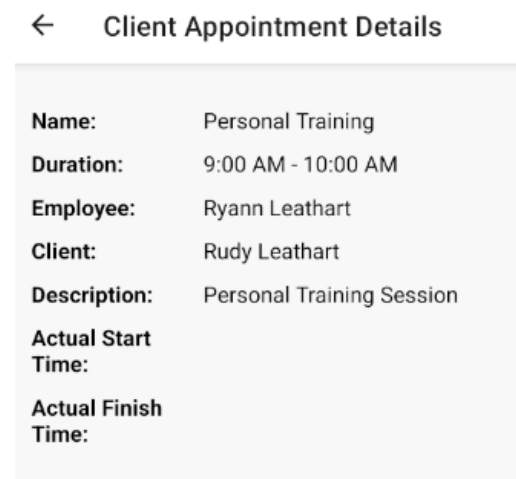 Client Appointment Details
Name: Personal Training
Duration: 9:00 AM - 10:00 AM
Employee: Ryann Leathart
Client: Rudy Leathart
Description: Personal Training Session
Actual Start
Time:
Actual Finish
Time: